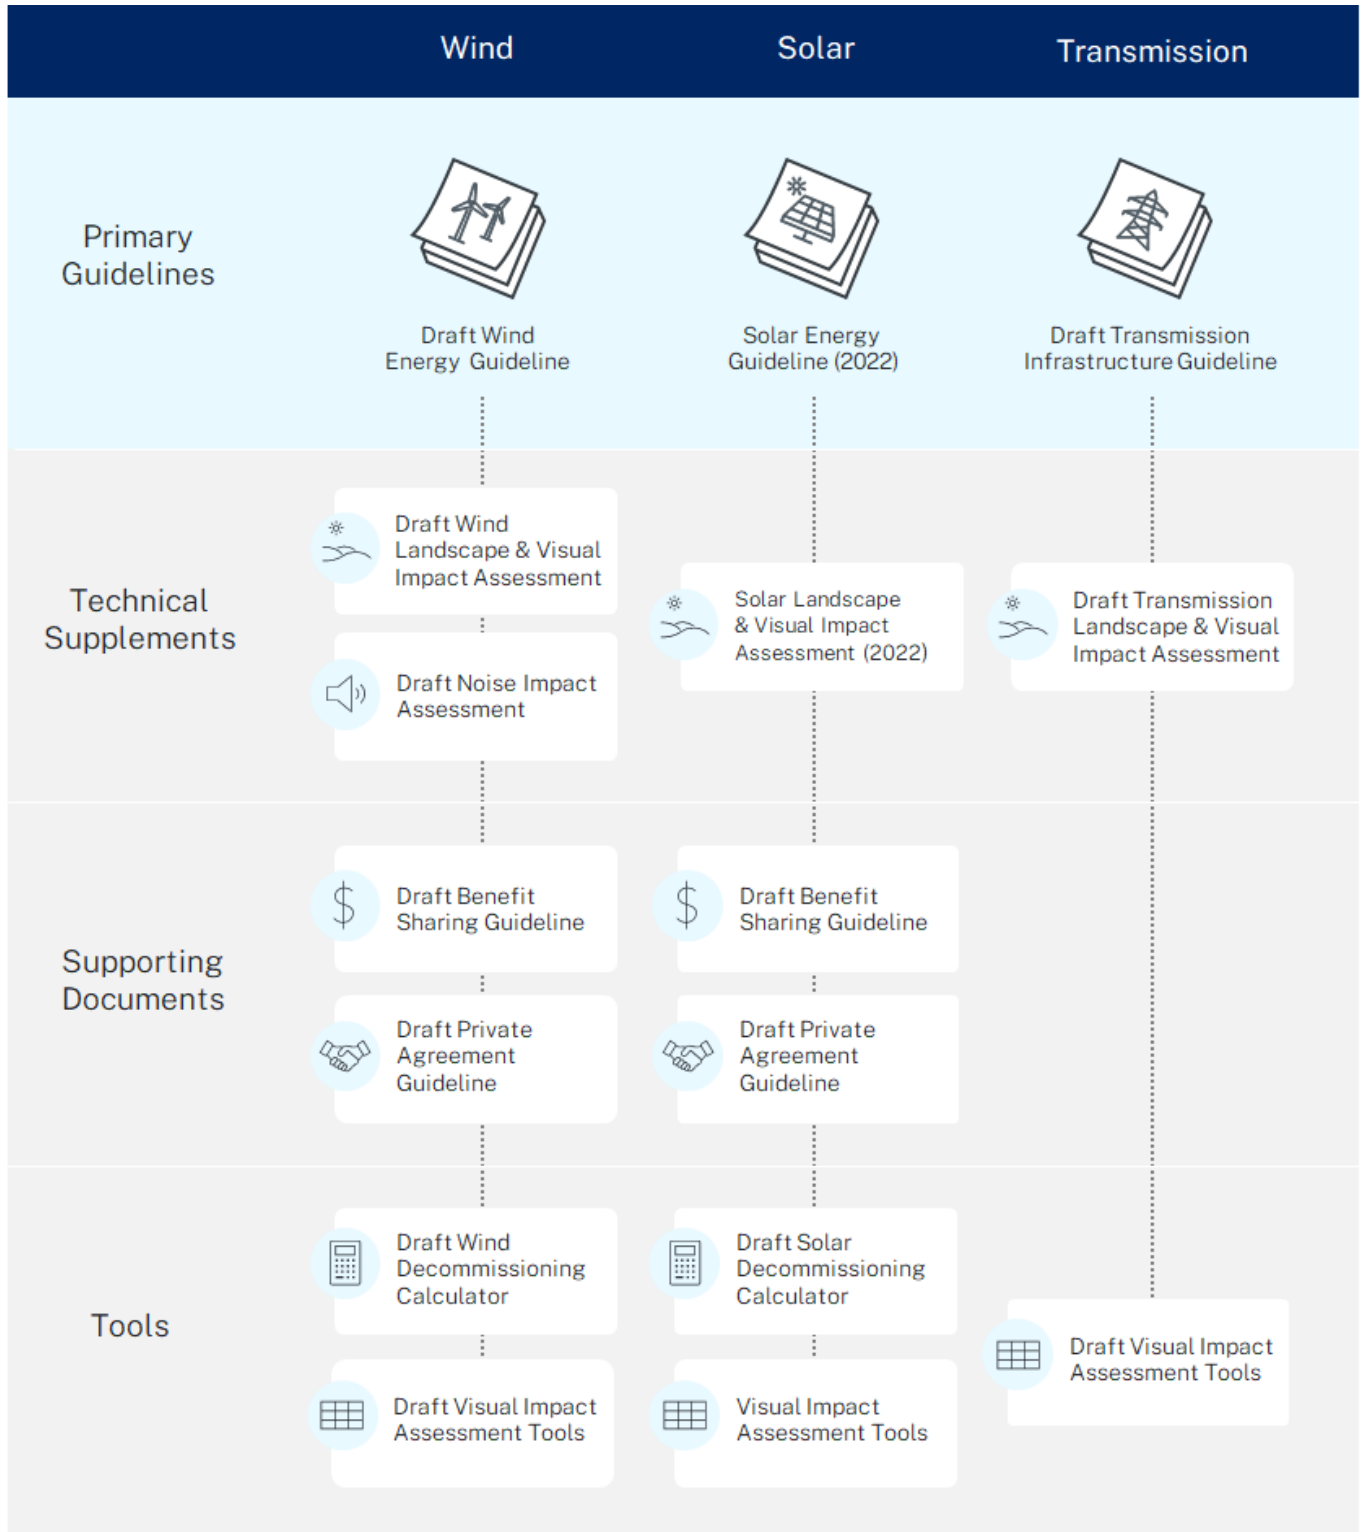 Wind
Solar
Transmission
Primary
Guidelines
Draft Wind
Energy Guideline
Solar Energy
Guideline (2022)
Draft Transmission
Infrastructure Guideline
Technical
Supplements
Draft Wind
Landscape & Visual
Impact Assessment
Draft Noise Impact
Assessment
Solar Landscape
& Visual Impact
Assessment (2022)
Draft Transmission
Landscape & Visual
Impact Assessment
Supporting
Documents
Draft Benefit
Sharing Guideline
Draft Private
Agreement
Guideline
Draft Benefit
Sharing Guideline
Draft Private
Agreement
Guideline
Tools
Draft Wind
Decommissioning
Calculator
Draft Visual Impact
Assessment Tools
Draft Solar
Decommissioning
Calculator
Visual Impact
Assessment Tools
Draft Visual Impact
Assessment Tools